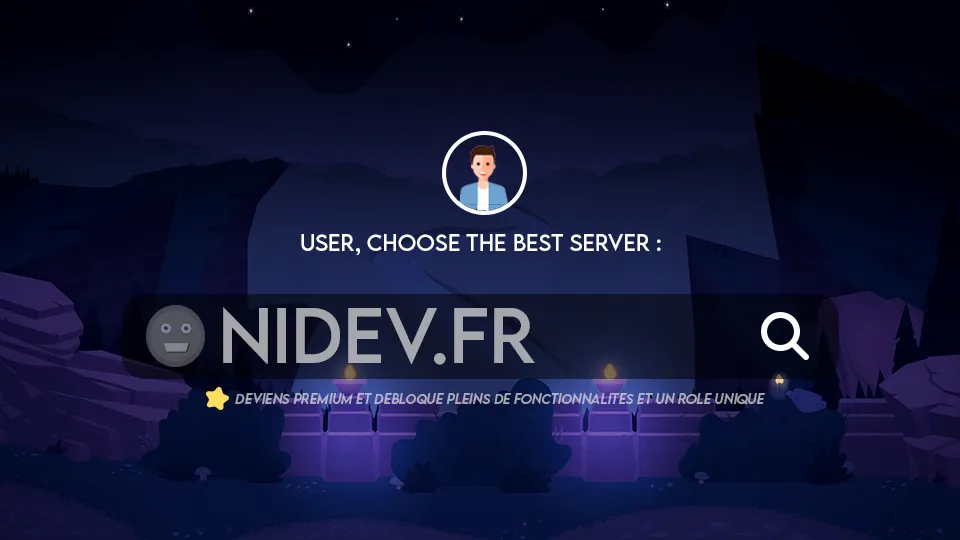 USER, CHOOSE THE BEST SERVER :
NIDEV.FR
DEVIENS PREMIUM ET DEBLOQUE PLEINS DE FONCTIONNALITES ET UN ROLE UNIQUE